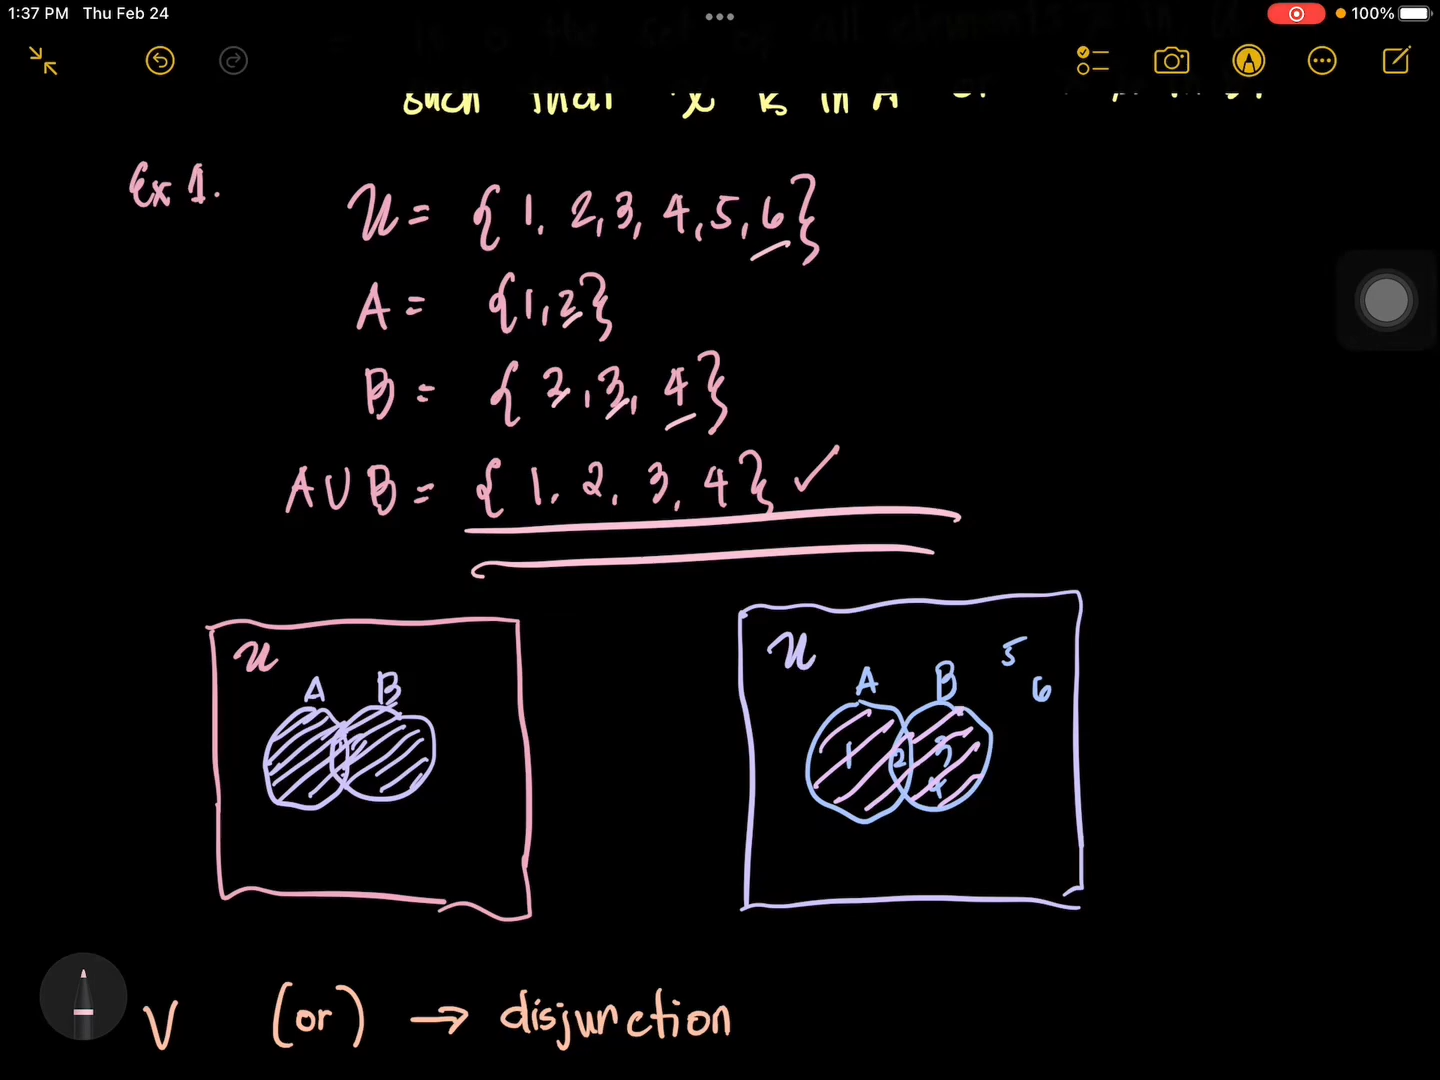 1:37 PM Thu Feb 24
100%
such that x is in A or
Ex 1.
U = { 1, 2, 3, 4, 5, 6 }
A = { 1, 2 }
B = { 2, 3, 4 }
A ∪ B = { 1, 2, 3, 4 } ✓
U
A B
U
5
A B
6
1 2 3
4
∨ (or) → disjunction